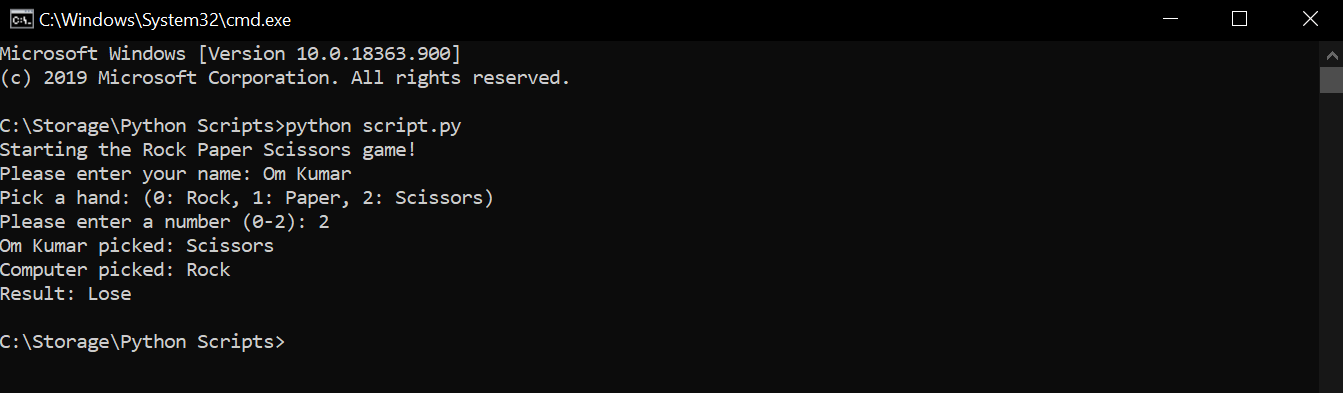 C:\Windows\System32\cmd.exe
Microsoft Windows [Version 10.0.18363.900]
(c) 2019 Microsoft Corporation. All rights reserved.
C:\Storage\Python Scripts>python script.py
Starting the Rock Paper Scissors game!
Please enter your name: Om Kumar
Pick a hand: (0: Rock, 1: Paper, 2: Scissors)
Please enter a number (0-2): 2
Om Kumar picked: Scissors
Computer picked: Rock
Result: Lose
C:\Storage\Python Scripts>